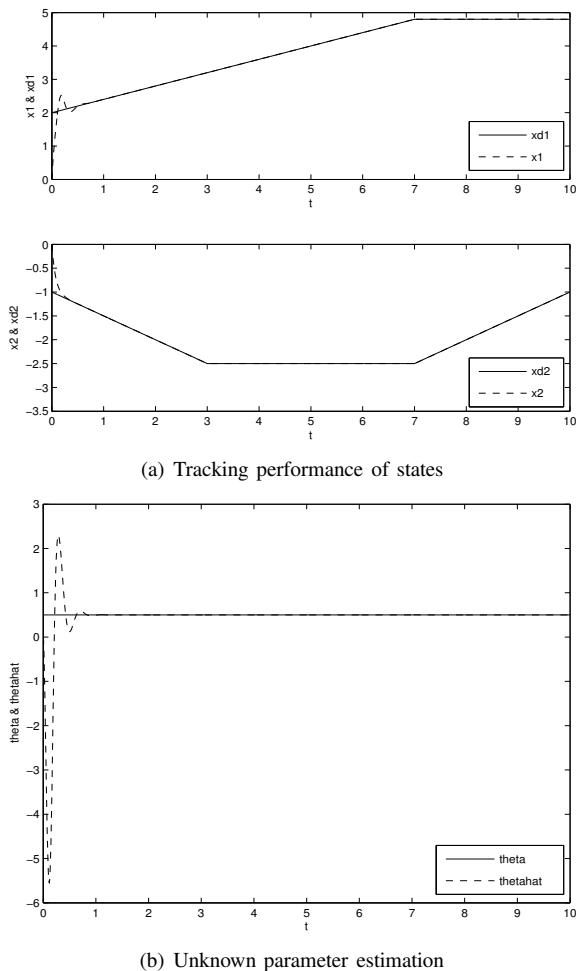 5
4
3
2
1
0
x1 & xd1
0 1 2 3 4 5 6 7 8 9 10
t
xd1
x1
0
−0.5
−1
−1.5
−2
−2.5
−3
−3.5
x2 & xd2
0 1 2 3 4 5 6 7 8 9 10
t
xd2
x2
(a) Tracking performance of states
3
2
1
0
−1
−2
−3
−4
−5
−6
theta & thetahat
0 1 2 3 4 5 6 7 8 9 10
t
theta
thetahat
(b) Unknown parameter estimation